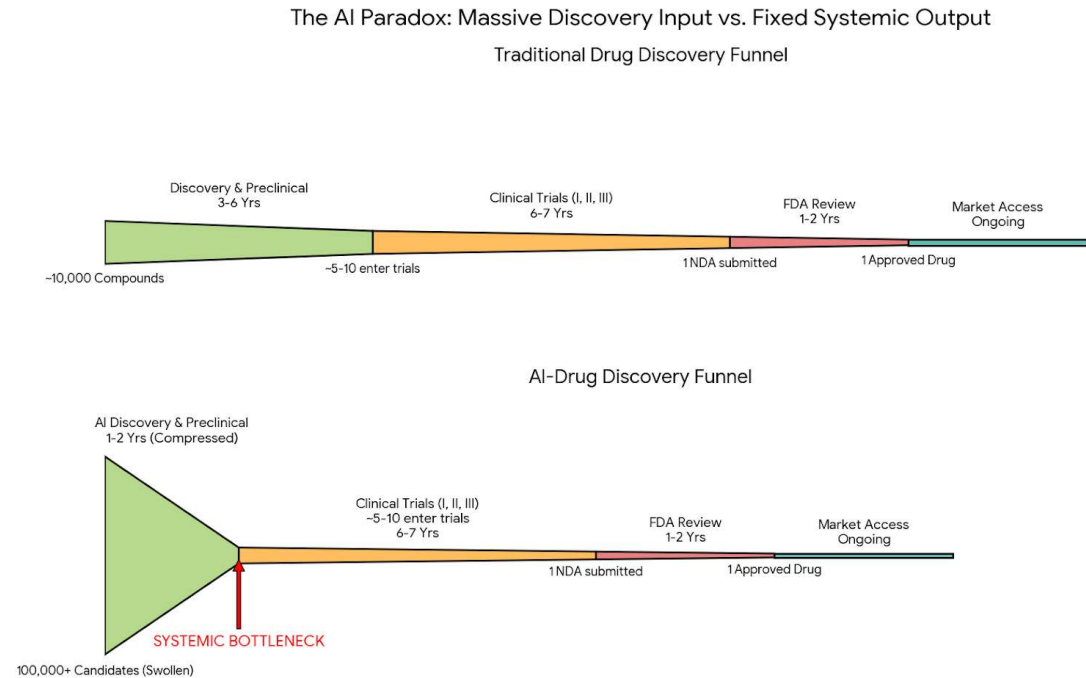 The AI Paradox: Massive Discovery Input vs. Fixed Systemic Output
Traditional Drug Discovery Funnel
Discovery & Preclinical
3-6 Yrs
Clinical Trials (I, II, III)
6-7 Yrs
FDA Review
1-2 Yrs
Market Access
Ongoing
~10,000 Compounds
~5-10 enter trials
1 NDA submitted
1 Approved Drug
AI-Drug Discovery Funnel
AI Discovery & Preclinical
1-2 Yrs (Compressed)
Clinical Trials (I, II, III)
~5-10 enter trials
6-7 Yrs
FDA Review
1-2 Yrs
Market Access
Ongoing
1 NDA submitted
1 Approved Drug
SYSTEMIC BOTTLENECK
100,000+ Candidates (Swollen)